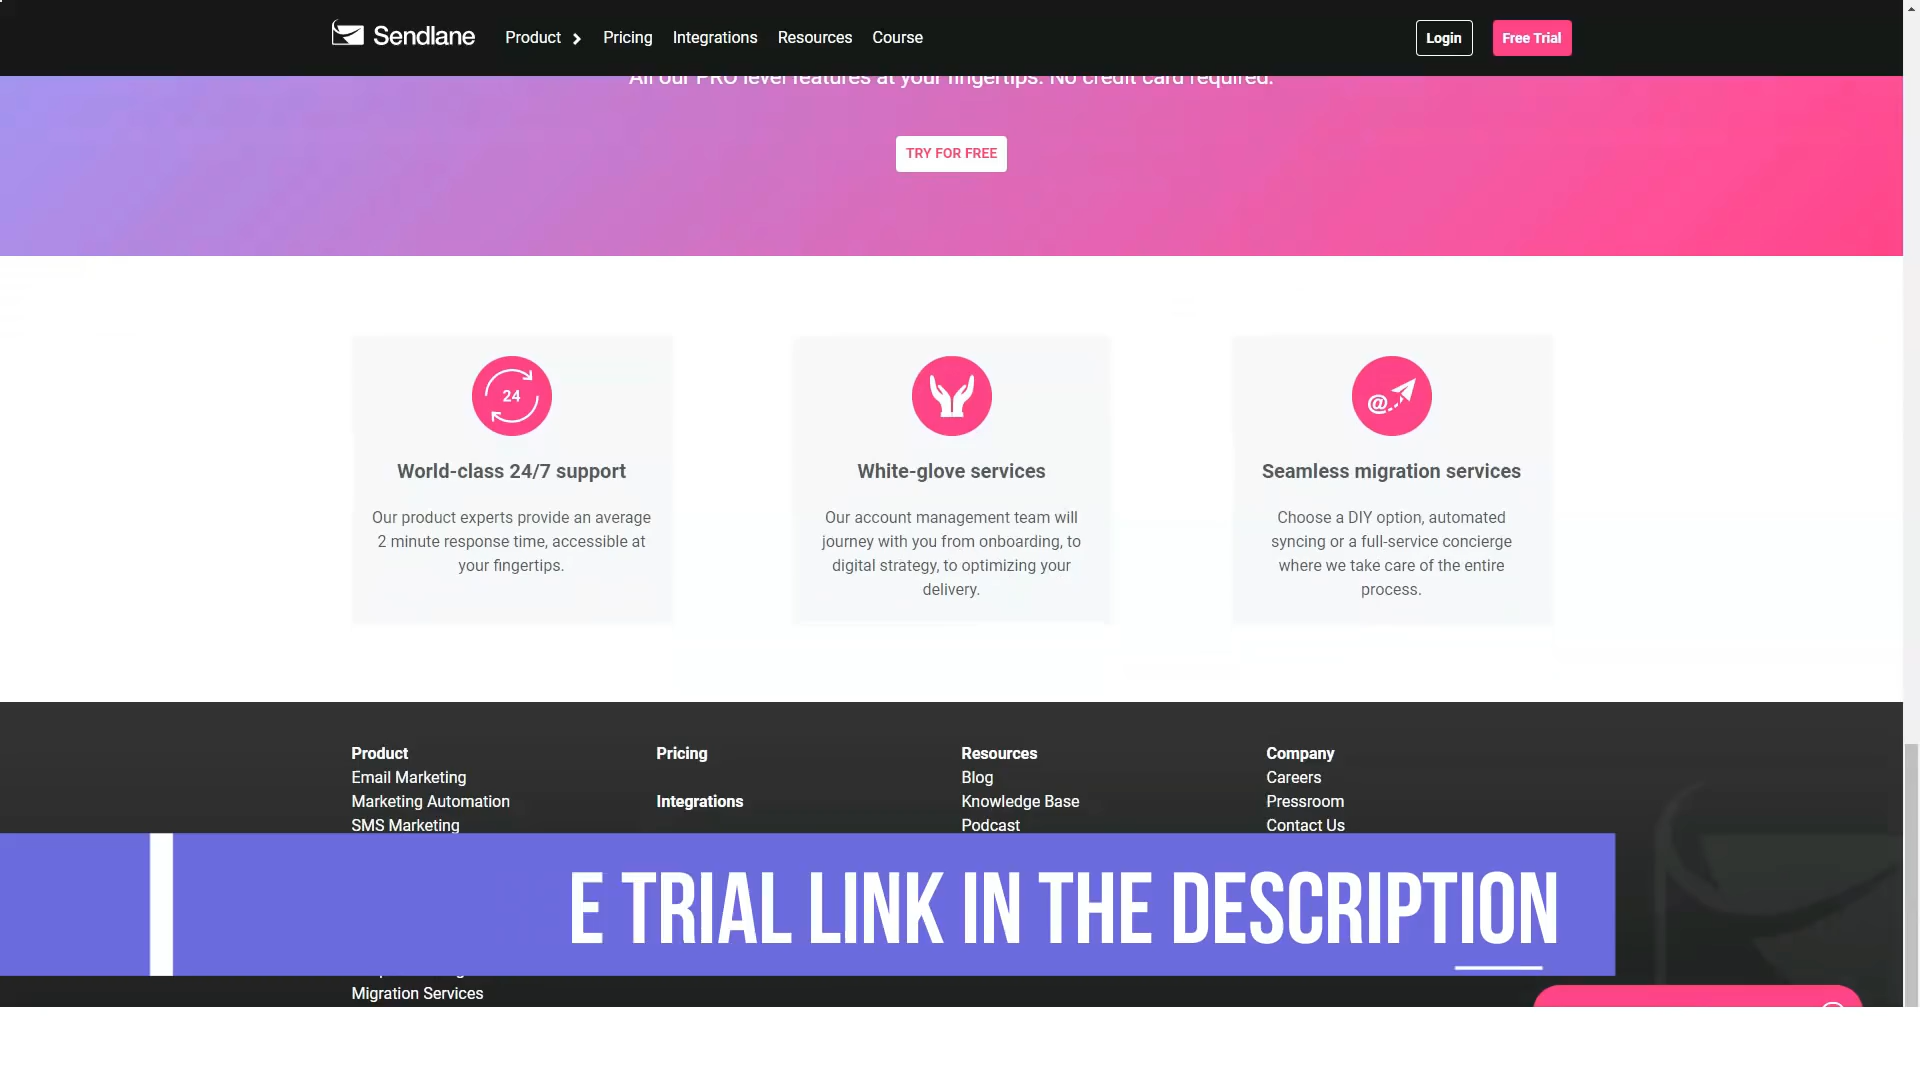 Sendlane
Product
Pricing
Integrations
Resources
Course
Login
Free Trial
All our PRO level features at your fingertips. No credit card required.
TRY FOR FREE
24
World-class 24/7 support
Our product experts provide an average
2 minute response time, accessible at
your fingertips.
White-glove services
Our account management team will
journey with you from onboarding, to
digital strategy, to optimizing your
delivery.
@
Seamless migration services
Choose a DIY option, automated
syncing or a full-service concierge
where we take care of the entire
process.
Product
Email Marketing
Marketing Automation
SMS Marketing
Pricing
Integrations
Resources
Blog
Knowledge Base
Podcast
Company
Careers
Pressroom
Contact Us
E TRIAL LINK IN THE DESCRIPTION
Migration Services